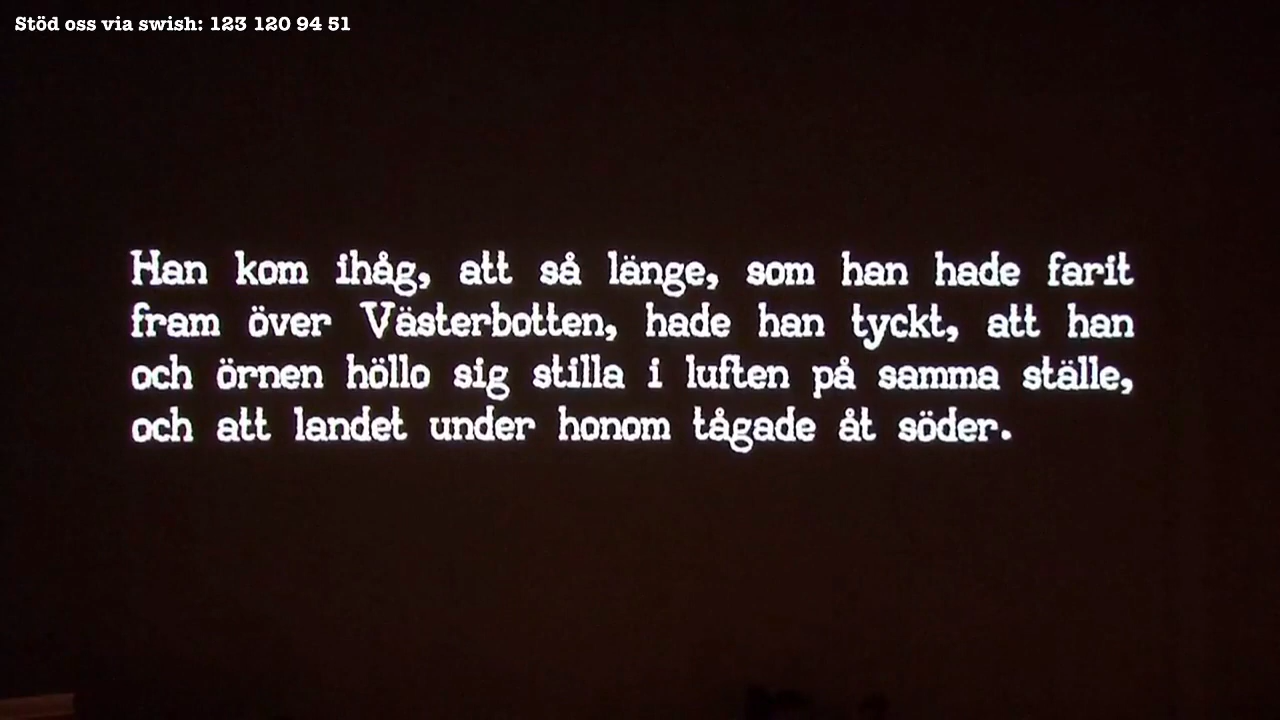 Stöd oss via swish: 123 120 94 51
Han kom ihåg, att så länge, som han hade farit
fram över Västerbotten, hade han tyckt, att han
och örnen höllo sig stilla i luften på samma ställe,
och att landet under honom tågade åt söder.